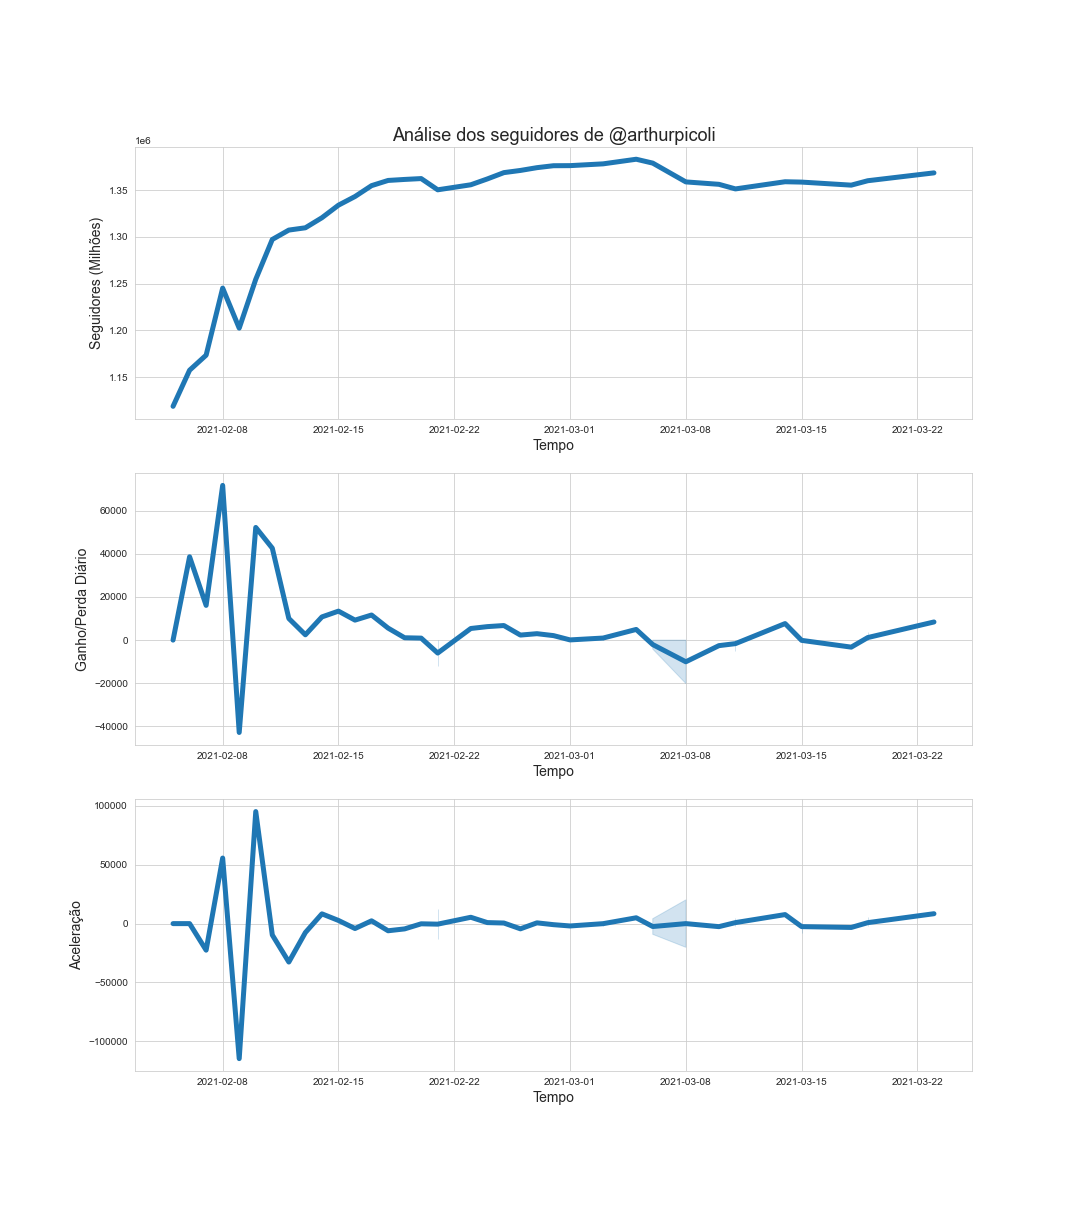 Análise dos seguidores de @arthurpicoli
1e6
Seguidores (Milhões)
1.35
1.30
1.25
1.20
1.15
2021-02-08 2021-02-15 2021-02-22 2021-03-01 2021-03-08 2021-03-15 2021-03-22
Tempo
Ganho/Perda Diário
60000
40000
20000
0
−20000
−40000
2021-02-08 2021-02-15 2021-02-22 2021-03-01 2021-03-08 2021-03-15 2021-03-22
Tempo
Aceleração
100000
50000
0
−50000
−100000
2021-02-08 2021-02-15 2021-02-22 2021-03-01 2021-03-08 2021-03-15 2021-03-22
Tempo